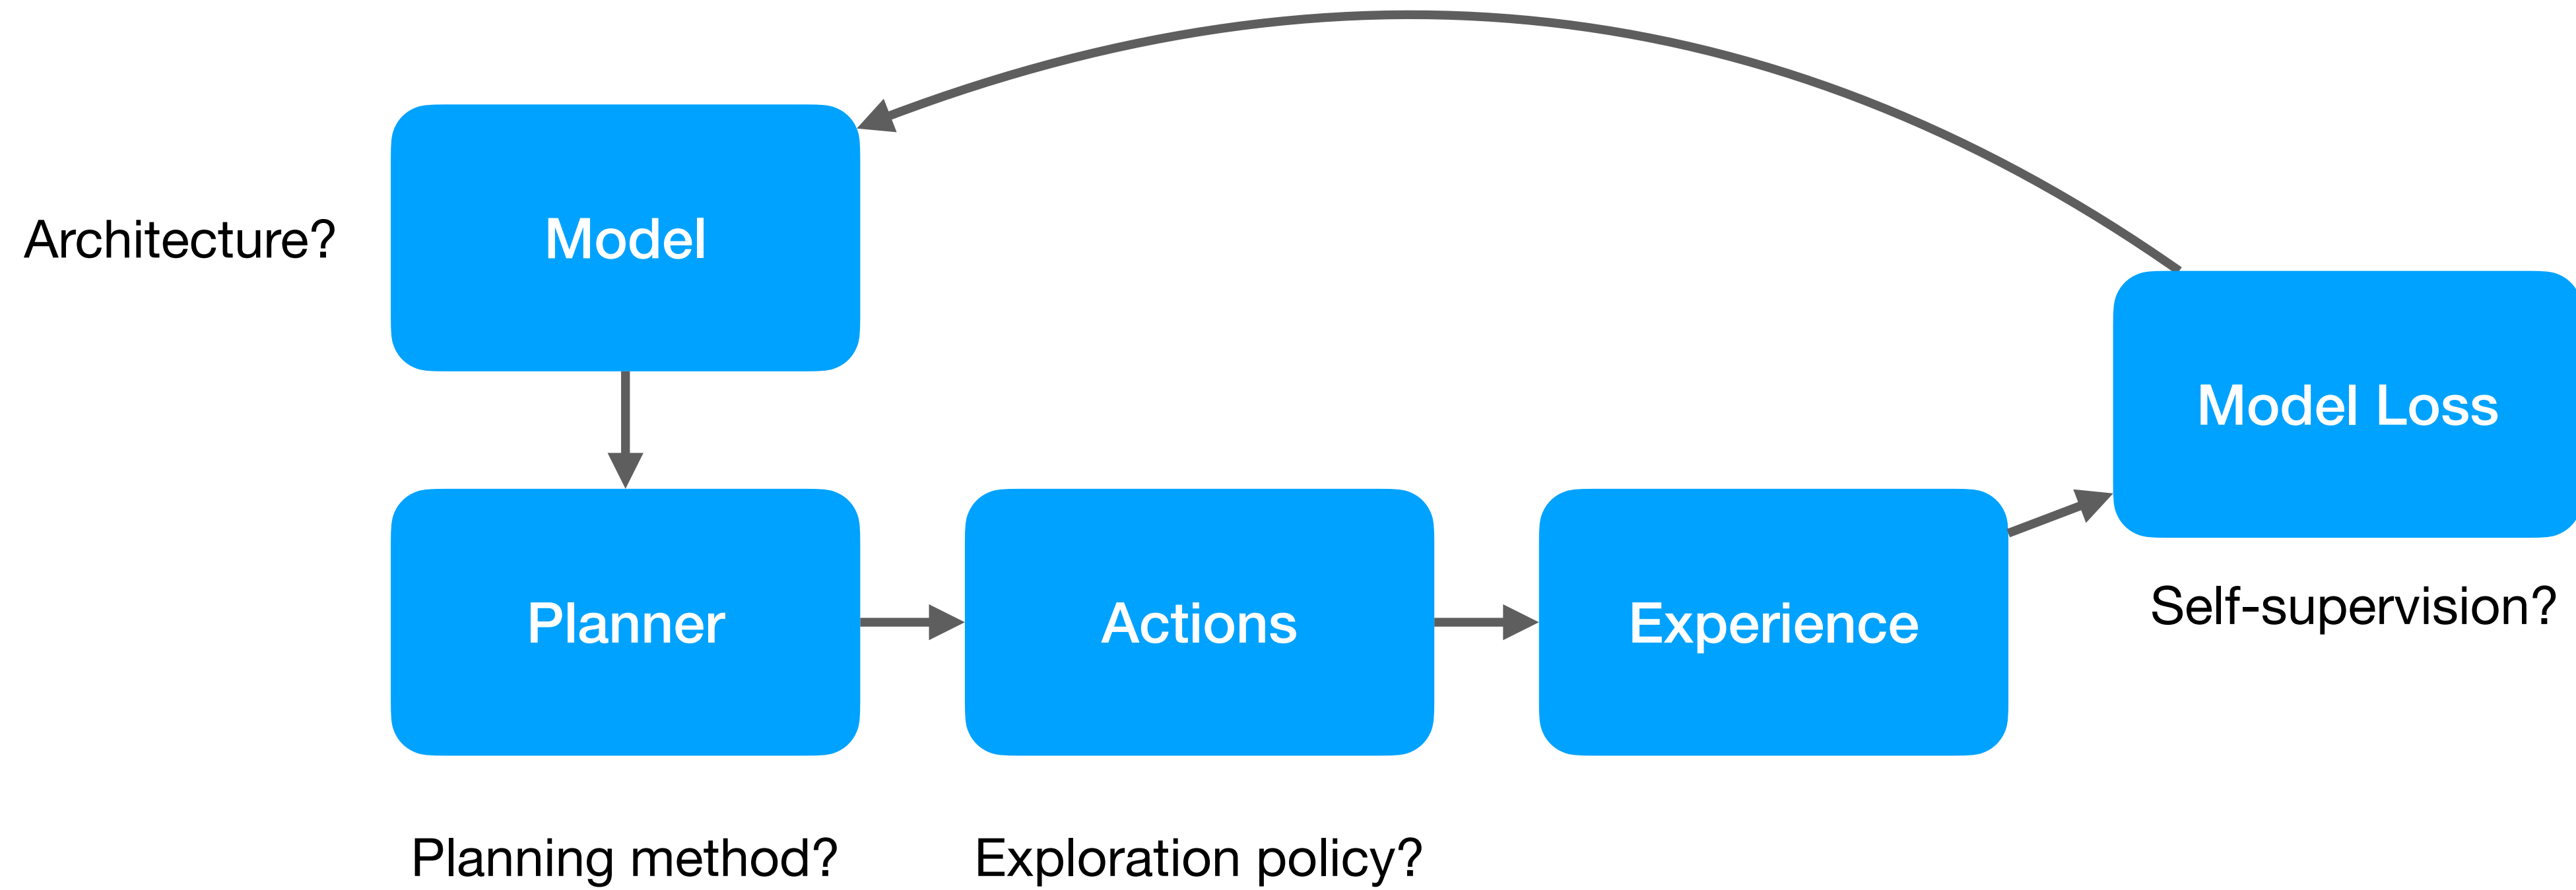 Architecture?
Model
Model Loss
Planner
Actions
Experience
Self-supervision?
Planning method?
Exploration policy?